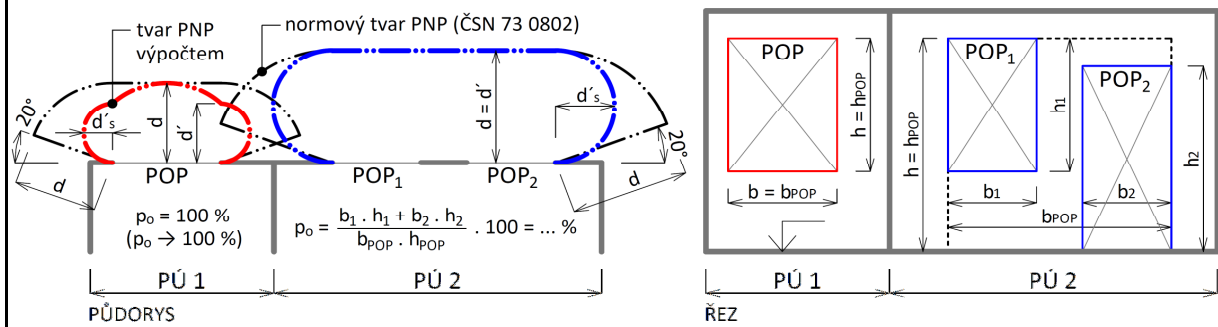 tvar PNP
výpočtem
normový tvar PNP (ČSN 73 0802)
20°
d
d´s
d
d´
d = d´
d´s
20°
d
POP
POP1
POP2
po = 100 %
(po → 100 %)
po = b1 . h1 + b2 . h2 / bPOP . hPOP . 100 = ... %
PÚ 1
PÚ 2
PŮDORYS
POP
h = hPOP
b = bPOP
h = hPOP
POP1
h1
POP2
h2
b1
b2
bPOP
PÚ 1
PÚ 2
ŘEZ